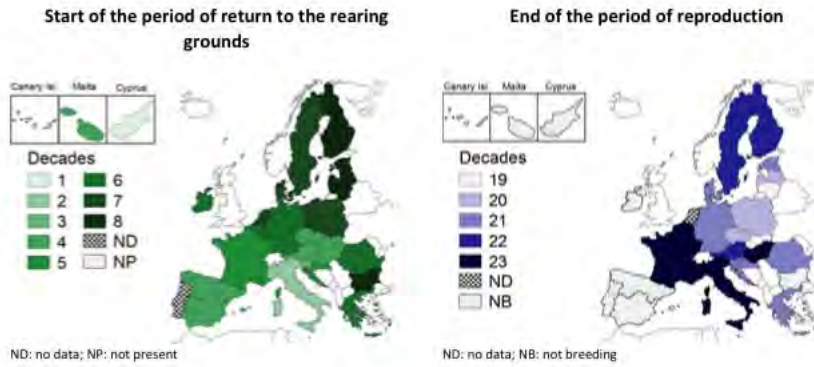 Start of the period of return to the rearing
grounds
Canary Isl. Malta Cyprus
Decades
1 6
2 7
3 8
4 ND
5 NP
ND: no data; NP: not present
End of the period of reproduction
Canary Isl. Malta Cyprus
Decades
19
20
21
22
23
ND
NB
ND: no data; NB: not breeding